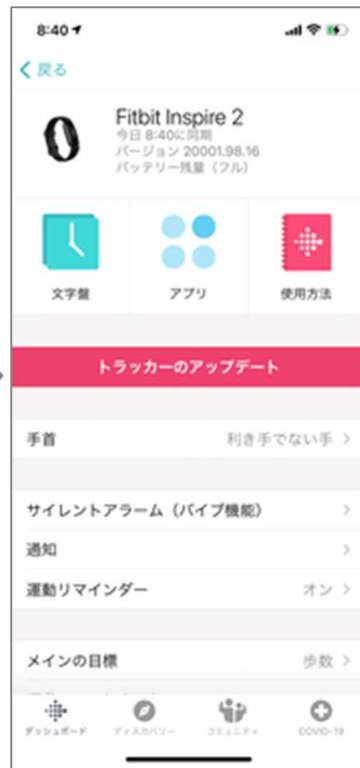 8:40
戻る
Fitbit Inspire 2
今日 8:40に同期
バージョン 20001.98.16
バッテリー残量（フル）
文字盤
アプリ
使用方法
トラッカーのアップデート
手首
利き手でない手
サイレントアラーム（バイブ機能）
通知
運動リマインダー
オン
メインの目標
歩数
ダッシュボード
ディスカバリー
コミュニティ
COVID-19